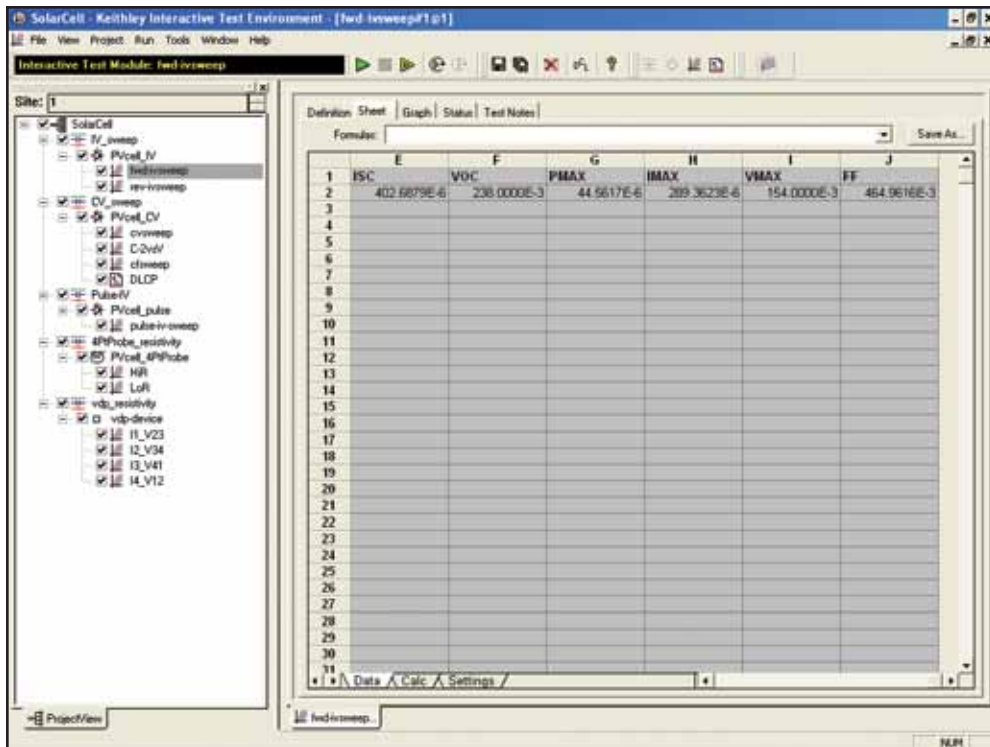 SolarCell - Keithley Interactive Test Environment - [fwd-ivsweep#1@1]
File View Project Run Tools Window Help
Interactive Test Module: fwd-ivsweep
Site: 1
SolarCell
IV_sweep
PVcell_IV
fwd-ivsweep
rev-ivsweep
CV_sweep
PVcell_CV
cvsweep
C-2vsV
cfsweep
DLCP
Pulse-IV
PVcell_pulse
pulse-iv-sweep
4PtProbe_resistivity
PVcell_4PtProbe
HiR
LoR
vdp_resistivity
vdp-device
I1_V23
I2_V34
I3_V41
I4_V12
ProjectView
Definition Sheet Graph Status Test Notes
Formulas: Save As...
E F G H I J
1 ISC VOC PMAX IMAX VMAX FF
2 402.6879E-6 238.0000E-3 44.5617E-6 289.3623E-6 154.0000E-3 464.9616E-3
3
4
5
6
7
8
9
10
11
12
13
14
15
16
17
18
19
20
21
22
23
24
25
26
27
28
29
30
31
Data Calc Settings
fwd-ivsweep...
NUM